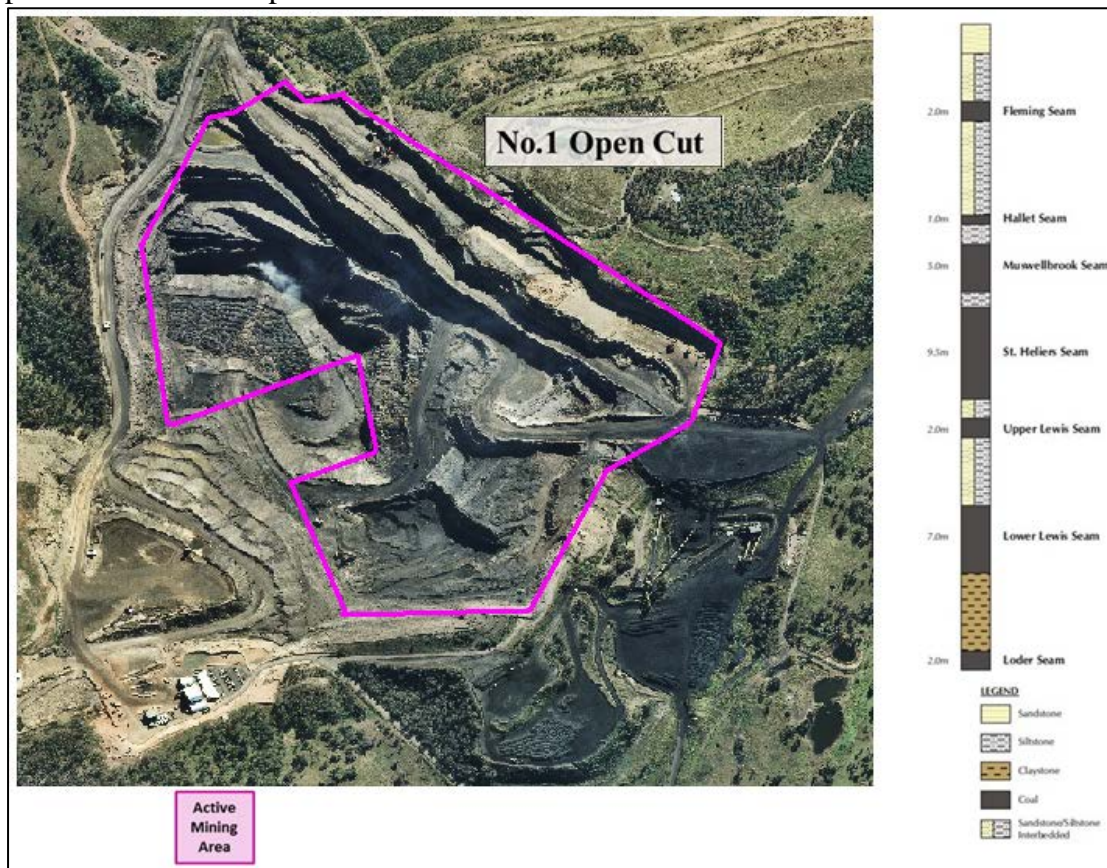 No.1 Open Cut
2.0m Fleming Seam
1.0m Hallet Seam
5.0m Muswellbrook Seam
9.5m St. Heliers Seam
2.0m Upper Lewis Seam
7.0m Lower Lewis Seam
2.0m Loder Seam
LEGEND
Sandstone
Siltstone
Claystone
Coal
Sandstone/Siltstone
Interbedded
Active
Mining
Area